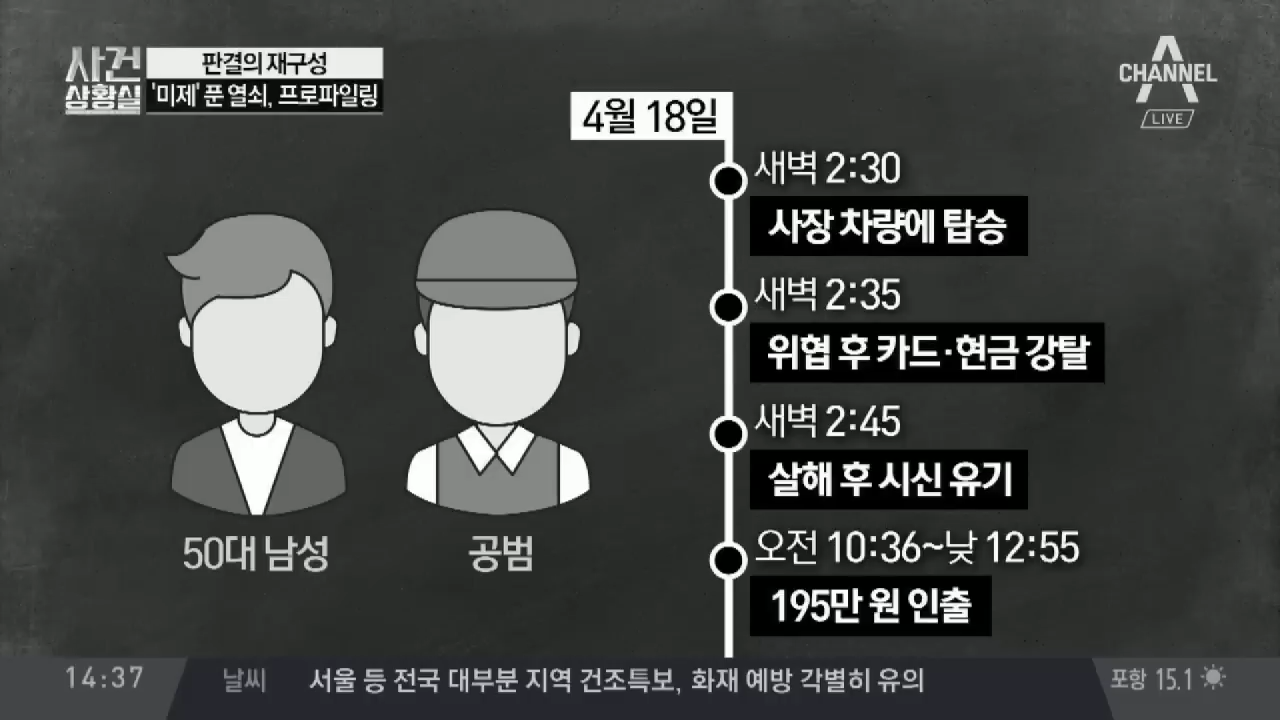 사건
상황실
판결의 재구성
'미제' 푼 열쇠, 프로파일링
CHANNEL A
LIVE
4월 18일
새벽 2:30
사장 차량에 탑승
새벽 2:35
위협 후 카드·현금 강탈
새벽 2:45
살해 후 시신 유기
오전 10:36~낮 12:55
195만 원 인출
50대 남성
공범
14:37
날씨
서울 등 전국 대부분 지역 건조특보, 화재 예방 각별히 유의
포항 15.1